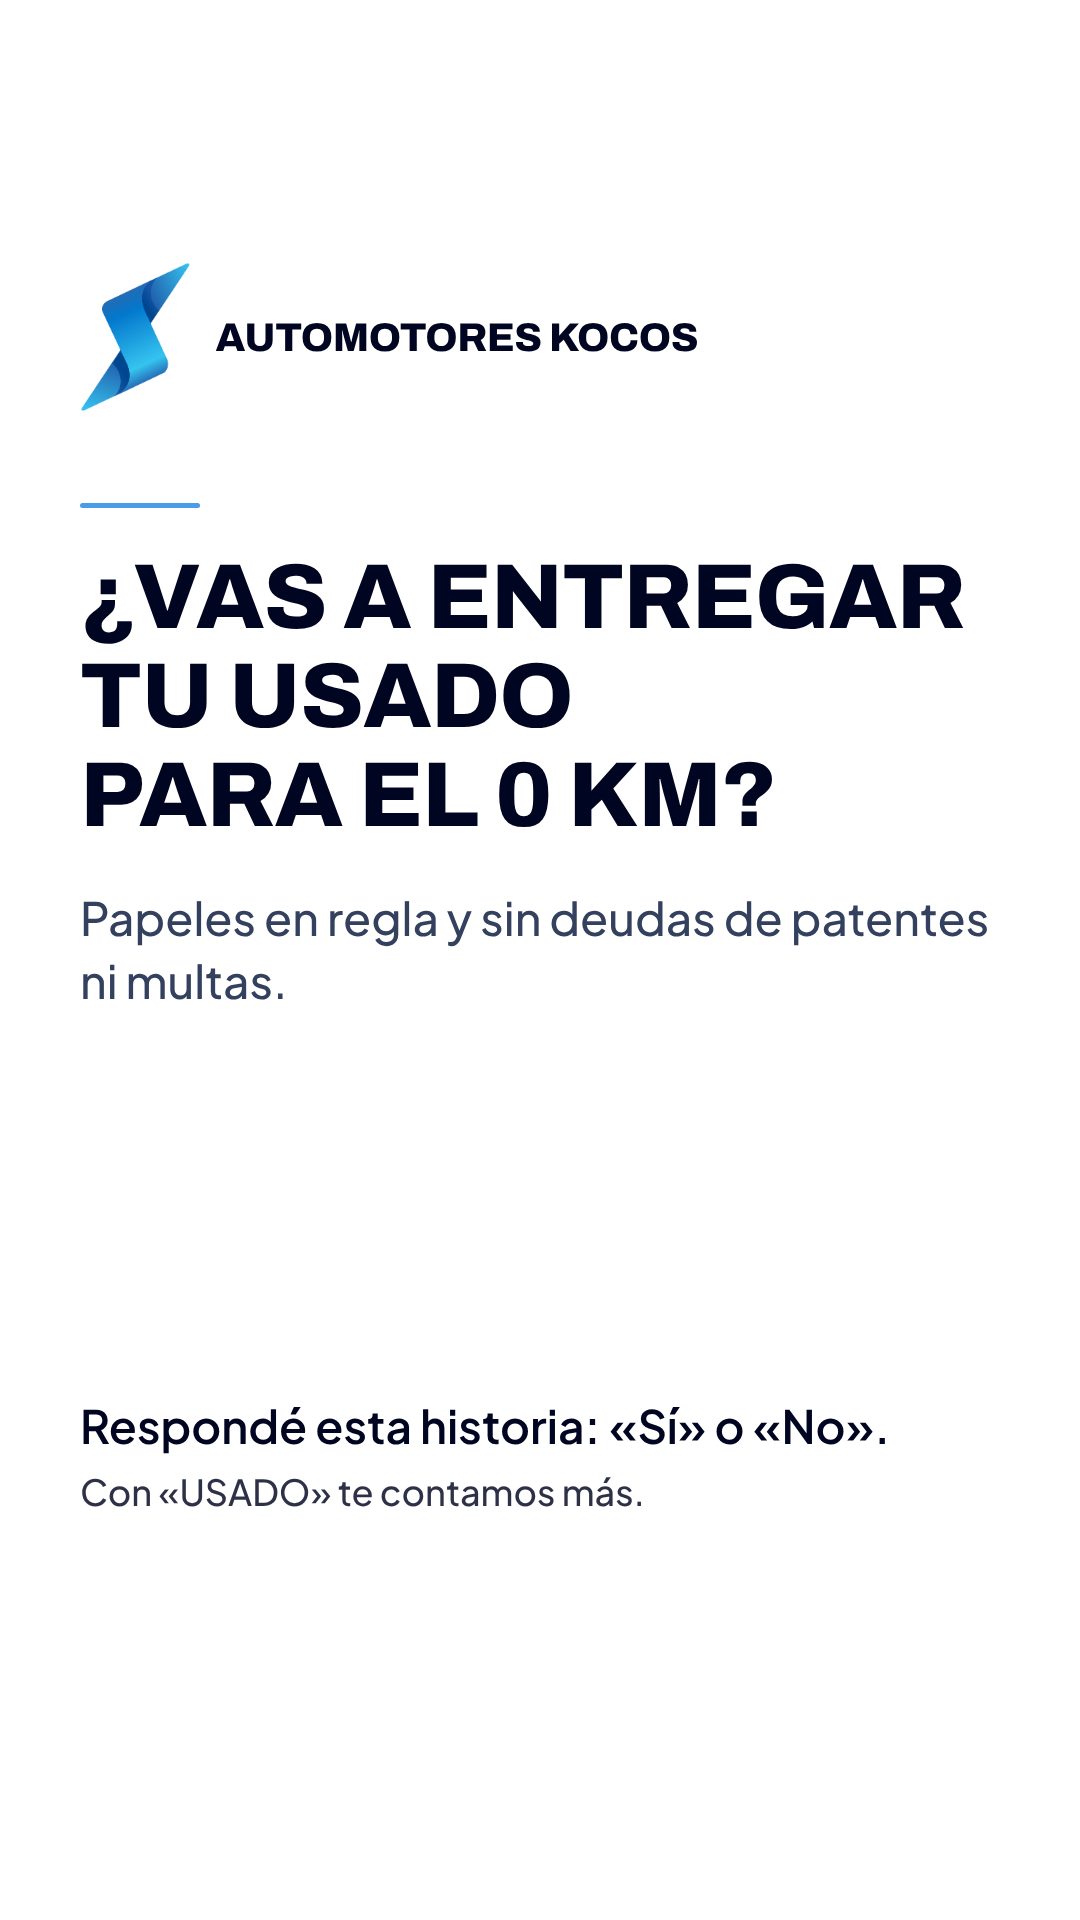 AUTOMOTORES KOCOS
¿VAS A ENTREGAR
TU USADO
PARA EL 0 KM?
Papeles en regla y sin deudas de patentes
ni multas.
Respondé esta historia: «Sí» o «No».
Con «USADO» te contamos más.